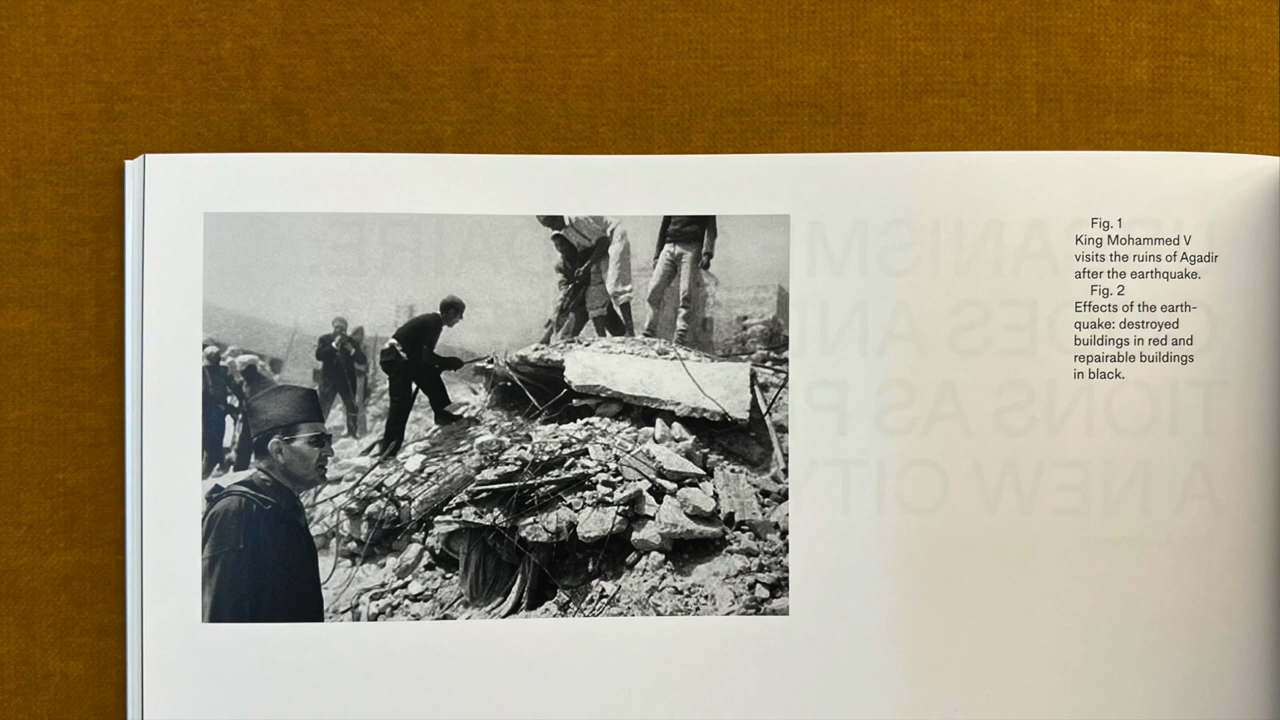 Fig. 1
King Mohammed V
visits the ruins of Agadir
after the earthquake.
Fig. 2
Effects of the earth-
quake: destroyed
buildings in red and
repairable buildings
in black.